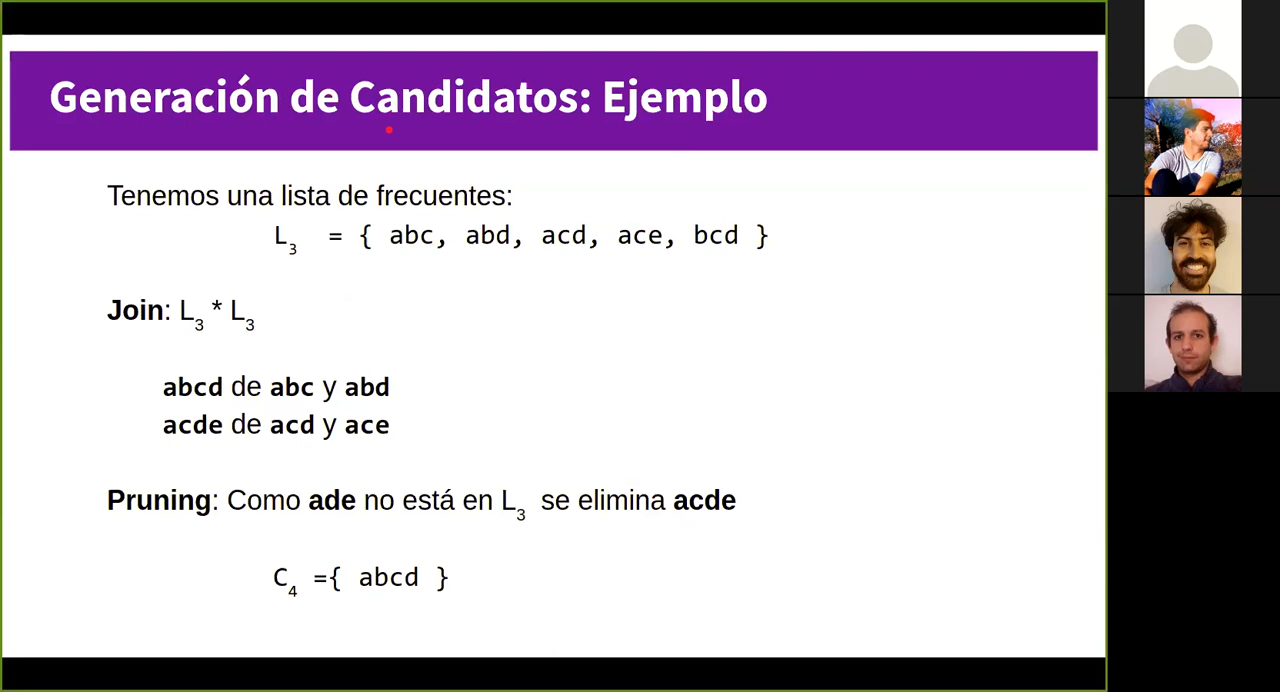 Generación de Candidatos: Ejemplo
Tenemos una lista de frecuentes:
L3 = { abc, abd, acd, ace, bcd }
Join: L3 * L3
abcd de abc y abd
acde de acd y ace
Pruning: Como ade no está en L3 se elimina acde
C4 ={ abcd }